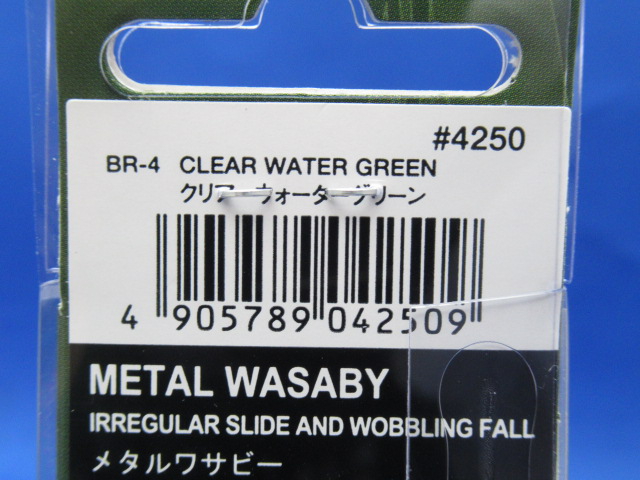 #4250
BR-4 CLEAR WATER GREEN
クリアーウォーターグリーン
4 905789 042509
METAL WASABY
IRREGULAR SLIDE AND WOBBLING FALL
メタルワサビー